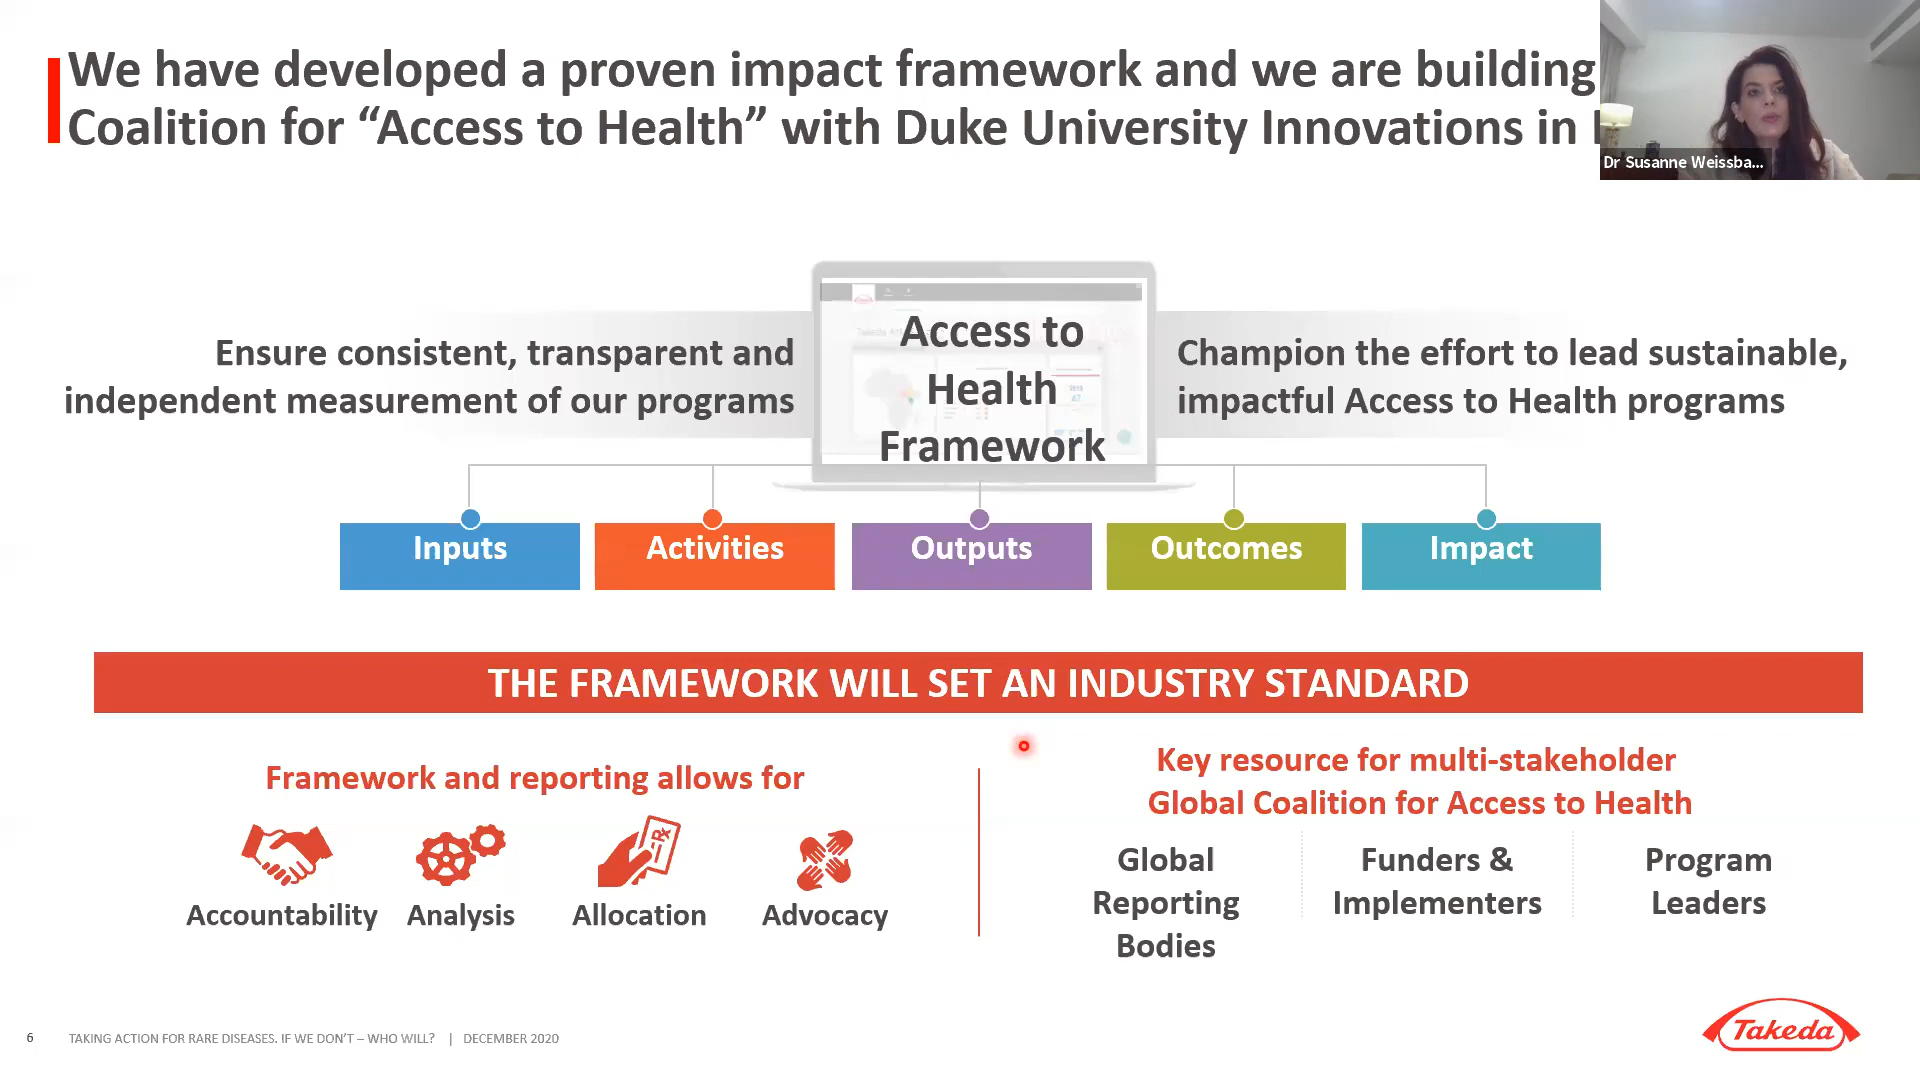 We have developed a proven impact framework and we are building
Coalition for “Access to Health” with Duke University Innovations in
Dr Susanne Weissba...
Ensure consistent, transparent and
independent measurement of our programs
Access to
Health
Framework
Champion the effort to lead sustainable,
impactful Access to Health programs
Inputs
Activities
Outputs
Outcomes
Impact
THE FRAMEWORK WILL SET AN INDUSTRY STANDARD
Framework and reporting allows for
Accountability
Analysis
Allocation
Advocacy
Key resource for multi-stakeholder
Global Coalition for Access to Health
Global
Reporting
Bodies
Funders &
Implementers
Program
Leaders
6 TAKING ACTION FOR RARE DISEASES. IF WE DON’T – WHO WILL? | DECEMBER 2020
Takeda